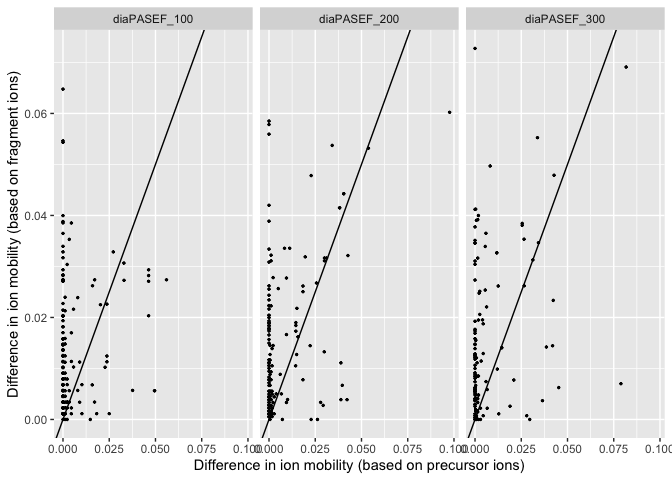 diaPASEF_100 diaPASEF_200 diaPASEF_300
Difference in ion mobility (based on fragment ions)
0.06
0.04
0.02
0.00
0.000 0.025 0.050 0.075 0.100 0.000 0.025 0.050 0.075 0.100 0.000 0.025 0.050 0.075 0.100
Difference in ion mobility (based on precursor ions)